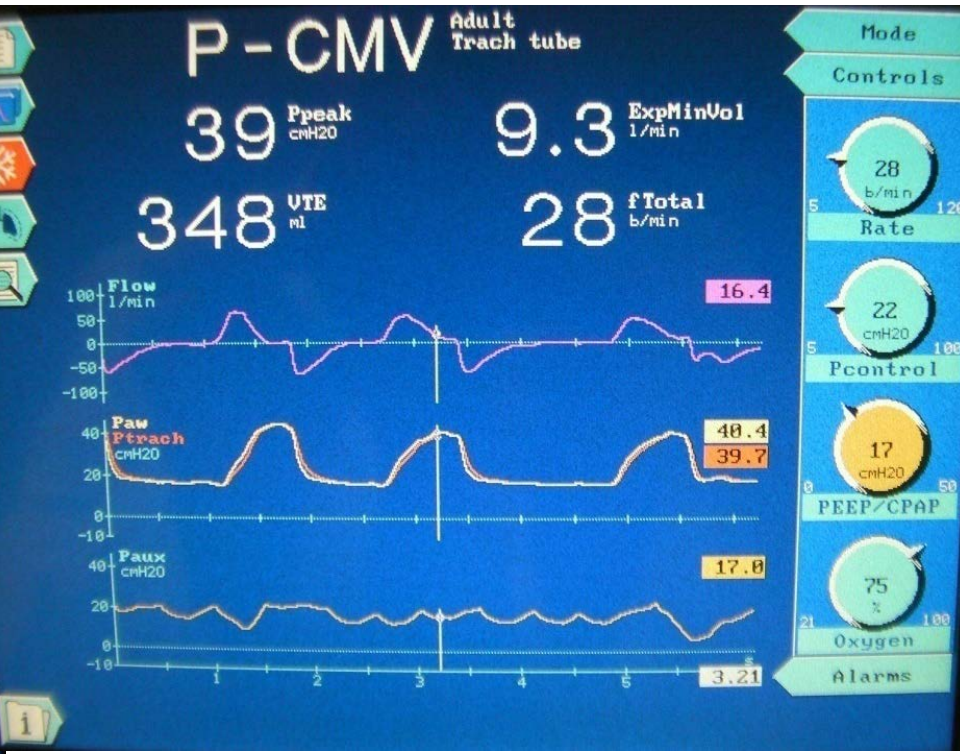 P-CMV Adult
Trach tube
39 Ppeak
cmH2O
9.3 ExpMinVol
l/min
348 VTE
ml
28 fTotal
b/min
Flow
l/min
16.4
100
50
0
-50
-100
Paw
Ptrach
cmH2O
40.4
39.7
40
20
0
-10
Paux
cmH2O
17.0
40
20
0
-10
1 2 3 4 5
3.21
s
i
Mode
Controls
28
b/min
5 120
Rate
22
cmH2O
5 100
Pcontrol
17
cmH2O
0 50
PEEP/CPAP
75
%
21 100
Oxygen
Alarms